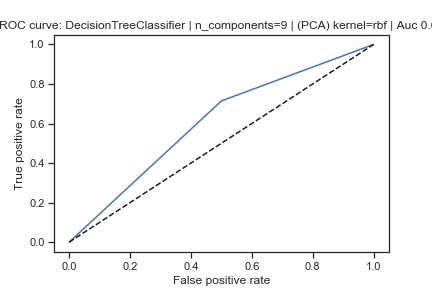 ROC curve: DecisionTreeClassifier | n_components=9 | (PCA) kernel=rbf | Auc 0.6
1.0
0.8
0.6
0.4
0.2
0.0
True positive rate
0.0 0.2 0.4 0.6 0.8 1.0
False positive rate